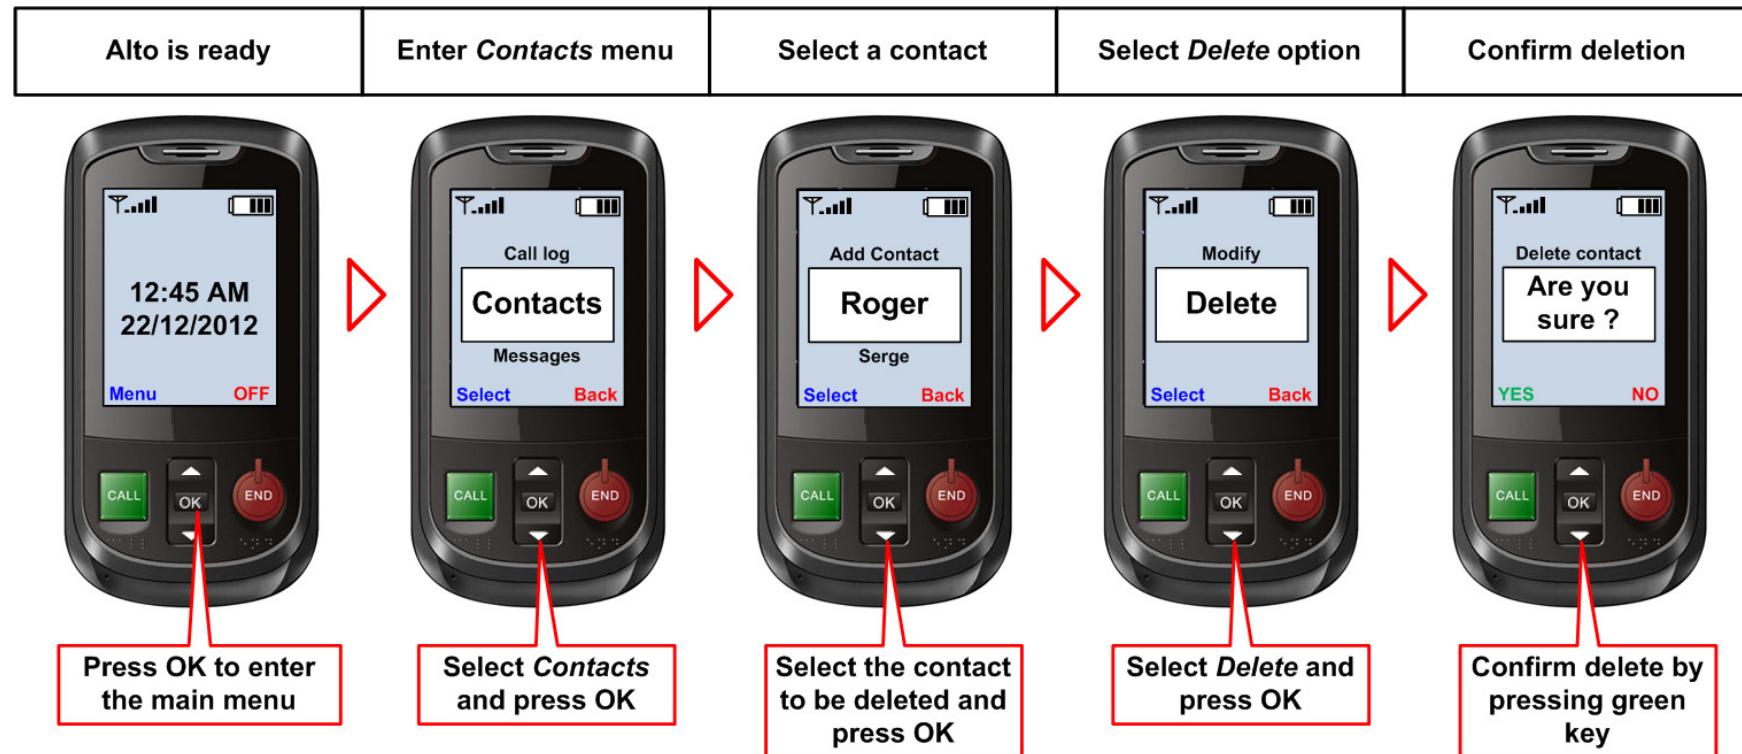 Alto is ready
Enter Contacts menu
Select a contact
Select Delete option
Confirm deletion
12:45 AM
22/12/2012
Menu OFF
CALL
OK
END
Press OK to enter
the main menu
Call log
Contacts
Messages
Select Back
CALL
OK
END
Select Contacts
and press OK
Add Contact
Roger
Serge
Select Back
CALL
OK
END
Select the contact
to be deleted and
press OK
Modify
Delete
Select Back
CALL
OK
END
Select Delete and
press OK
Delete contact
Are you
sure ?
YES NO
CALL
OK
END
Confirm delete by
pressing green
key